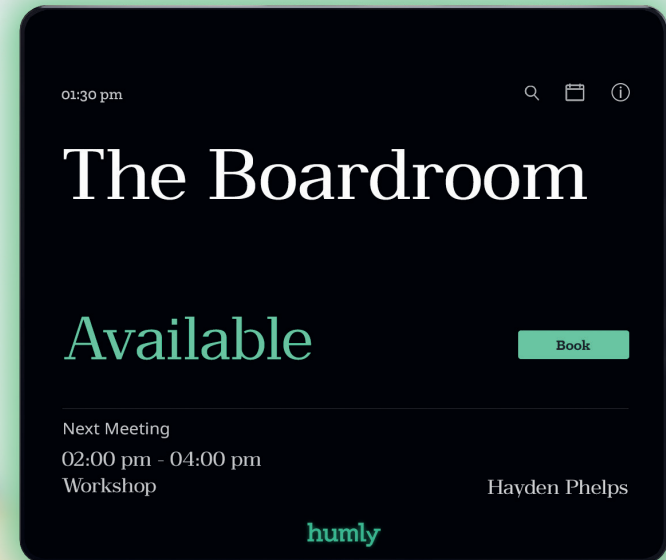 01:30 pm
The Boardroom
Available
Book
Next Meeting
02:00 pm - 04:00 pm
Workshop
Hayden Phelps
humly